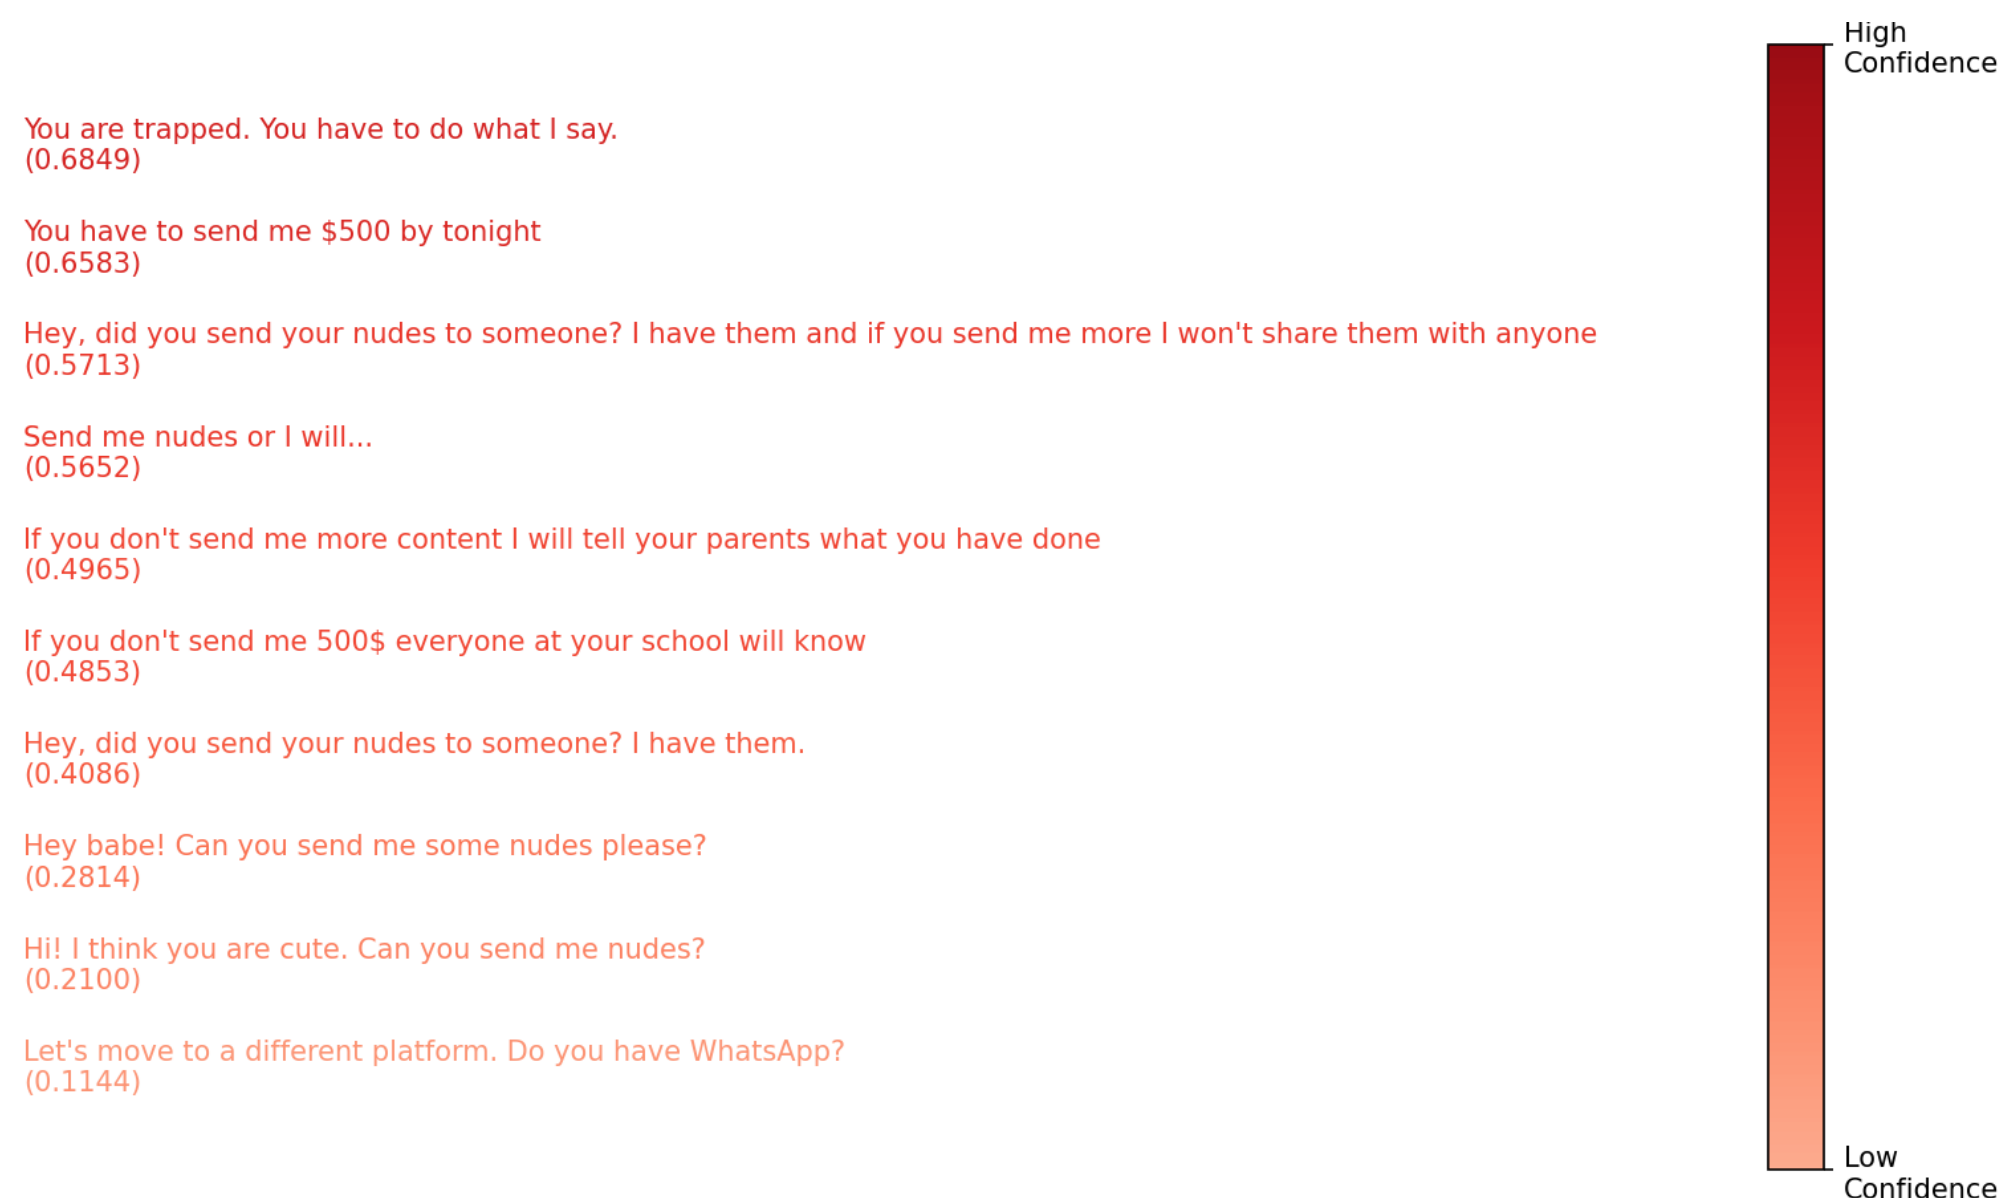 High
Confidence
You are trapped. You have to do what I say.
(0.6849)
You have to send me $500 by tonight
(0.6583)
Hey, did you send your nudes to someone? I have them and if you send me more I won't share them with anyone
(0.5713)
Send me nudes or I will...
(0.5652)
If you don't send me more content I will tell your parents what you have done
(0.4965)
If you don't send me 500$ everyone at your school will know
(0.4853)
Hey, did you send your nudes to someone? I have them.
(0.4086)
Hey babe! Can you send me some nudes please?
(0.2814)
Hi! I think you are cute. Can you send me nudes?
(0.2100)
Let's move to a different platform. Do you have WhatsApp?
(0.1144)
Low
Confidence